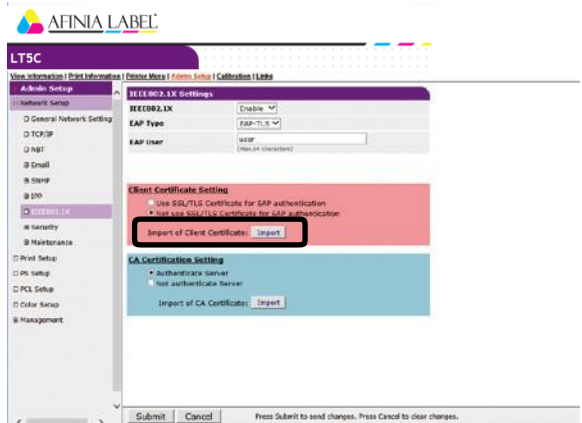 AFINIA LABEL
LT5C
View Information | Print Information | Printer Menu | Admin Setup | Calibration | Links
Admin Setup
Network Setup
General Network Setting
TCP/IP
NBT
Email
SNMP
IPP
IEEE802.1X
Security
Maintenance
Print Setup
PS Setup
PCL Setup
Color Setup
Management
IEEE802.1X Settings
IEEE802.1X
Enable
EAP Type
EAP-TLS
EAP User
user
(Max.64 characters)
Client Certificate Setting
Use SSL/TLS Certificate for EAP authentication
Not use SSL/TLS Certificate for EAP authentication
Import of Client Certificate: Import
CA Certification Setting
Authenticate Server
Not authenticate Server
Import of CA Certificate: Import
Submit Cancel Press Submit to send changes. Press Cancel to clear changes.